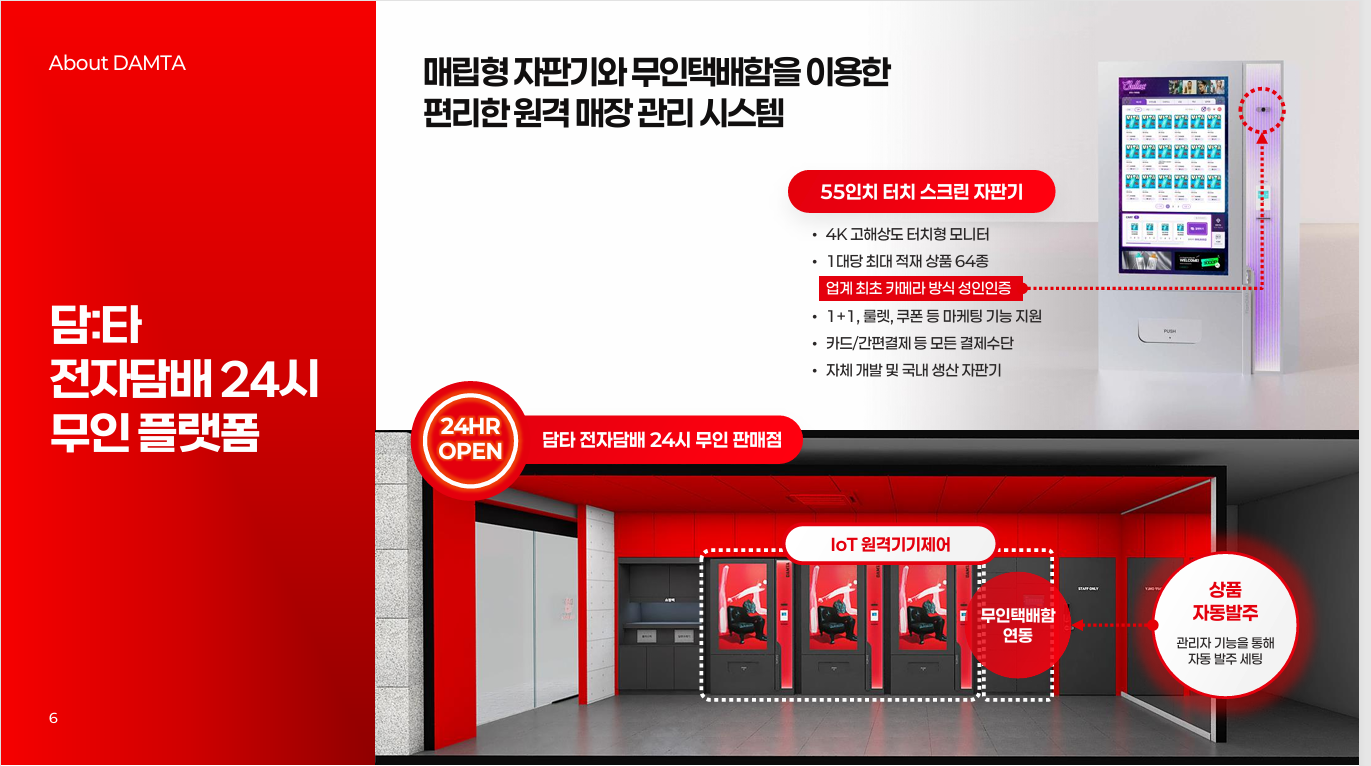 About DAMTA
담:타
전자담배 24시
무인 플랫폼
6
매립형 자판기와 무인택배함을 이용한
편리한 원격 매장 관리 시스템
55인치 터치 스크린 자판기
• 4K 고해상도 터치형 모니터
• 1대당 최대 적재 상품 64종
업계 최초 카메라 방식 성인인증
• 1+1, 룰렛, 쿠폰 등 마케팅 기능 지원
• 카드/간편결제 등 모든 결제수단
• 자체 개발 및 국내 생산 자판기
PUSH
24HR
OPEN
담타 전자담배 24시 무인 판매점
IoT 원격기기제어
무인택배함
연동
STAFF ONLY
상품
자동발주
관리자 기능을 통해
자동 발주 세팅